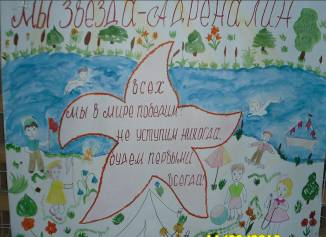 МЫ ЗВЕЗДА-АДРЕНАЛИН
Всех
мы в мире победим!
не уступим никогда,
будем первыми
всегда!